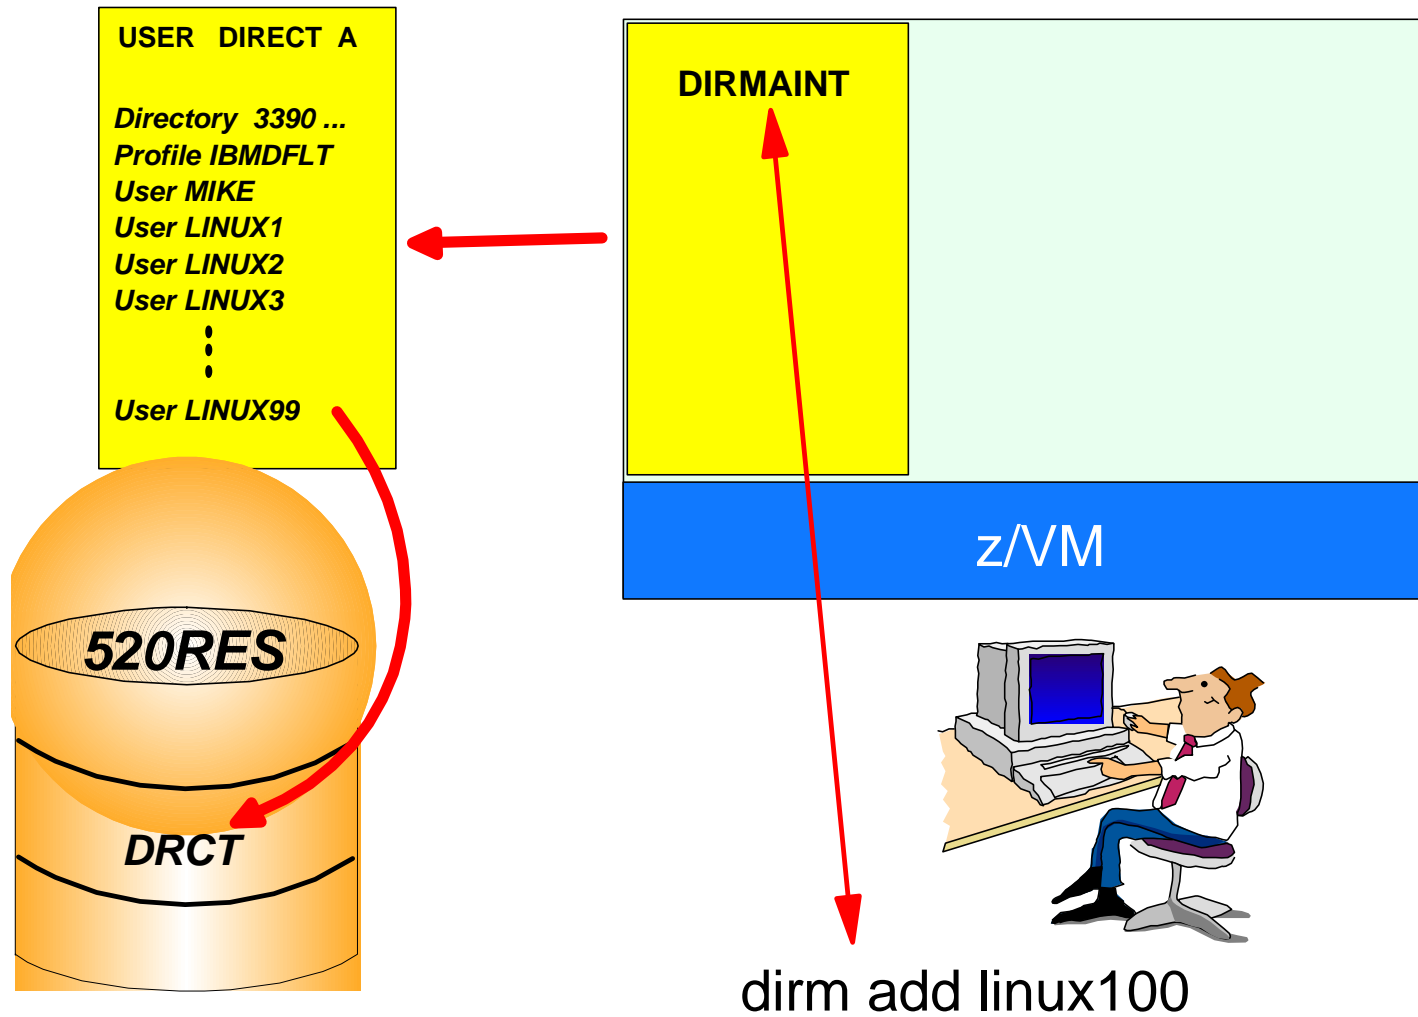 USER DIRECT A
Directory 3390 ...
Profile IBMDFLT
User MIKE
User LINUX1
User LINUX2
User LINUX3
User LINUX99
520RES
DRCT
DIRMAINT
z/VM
dirm add linux100